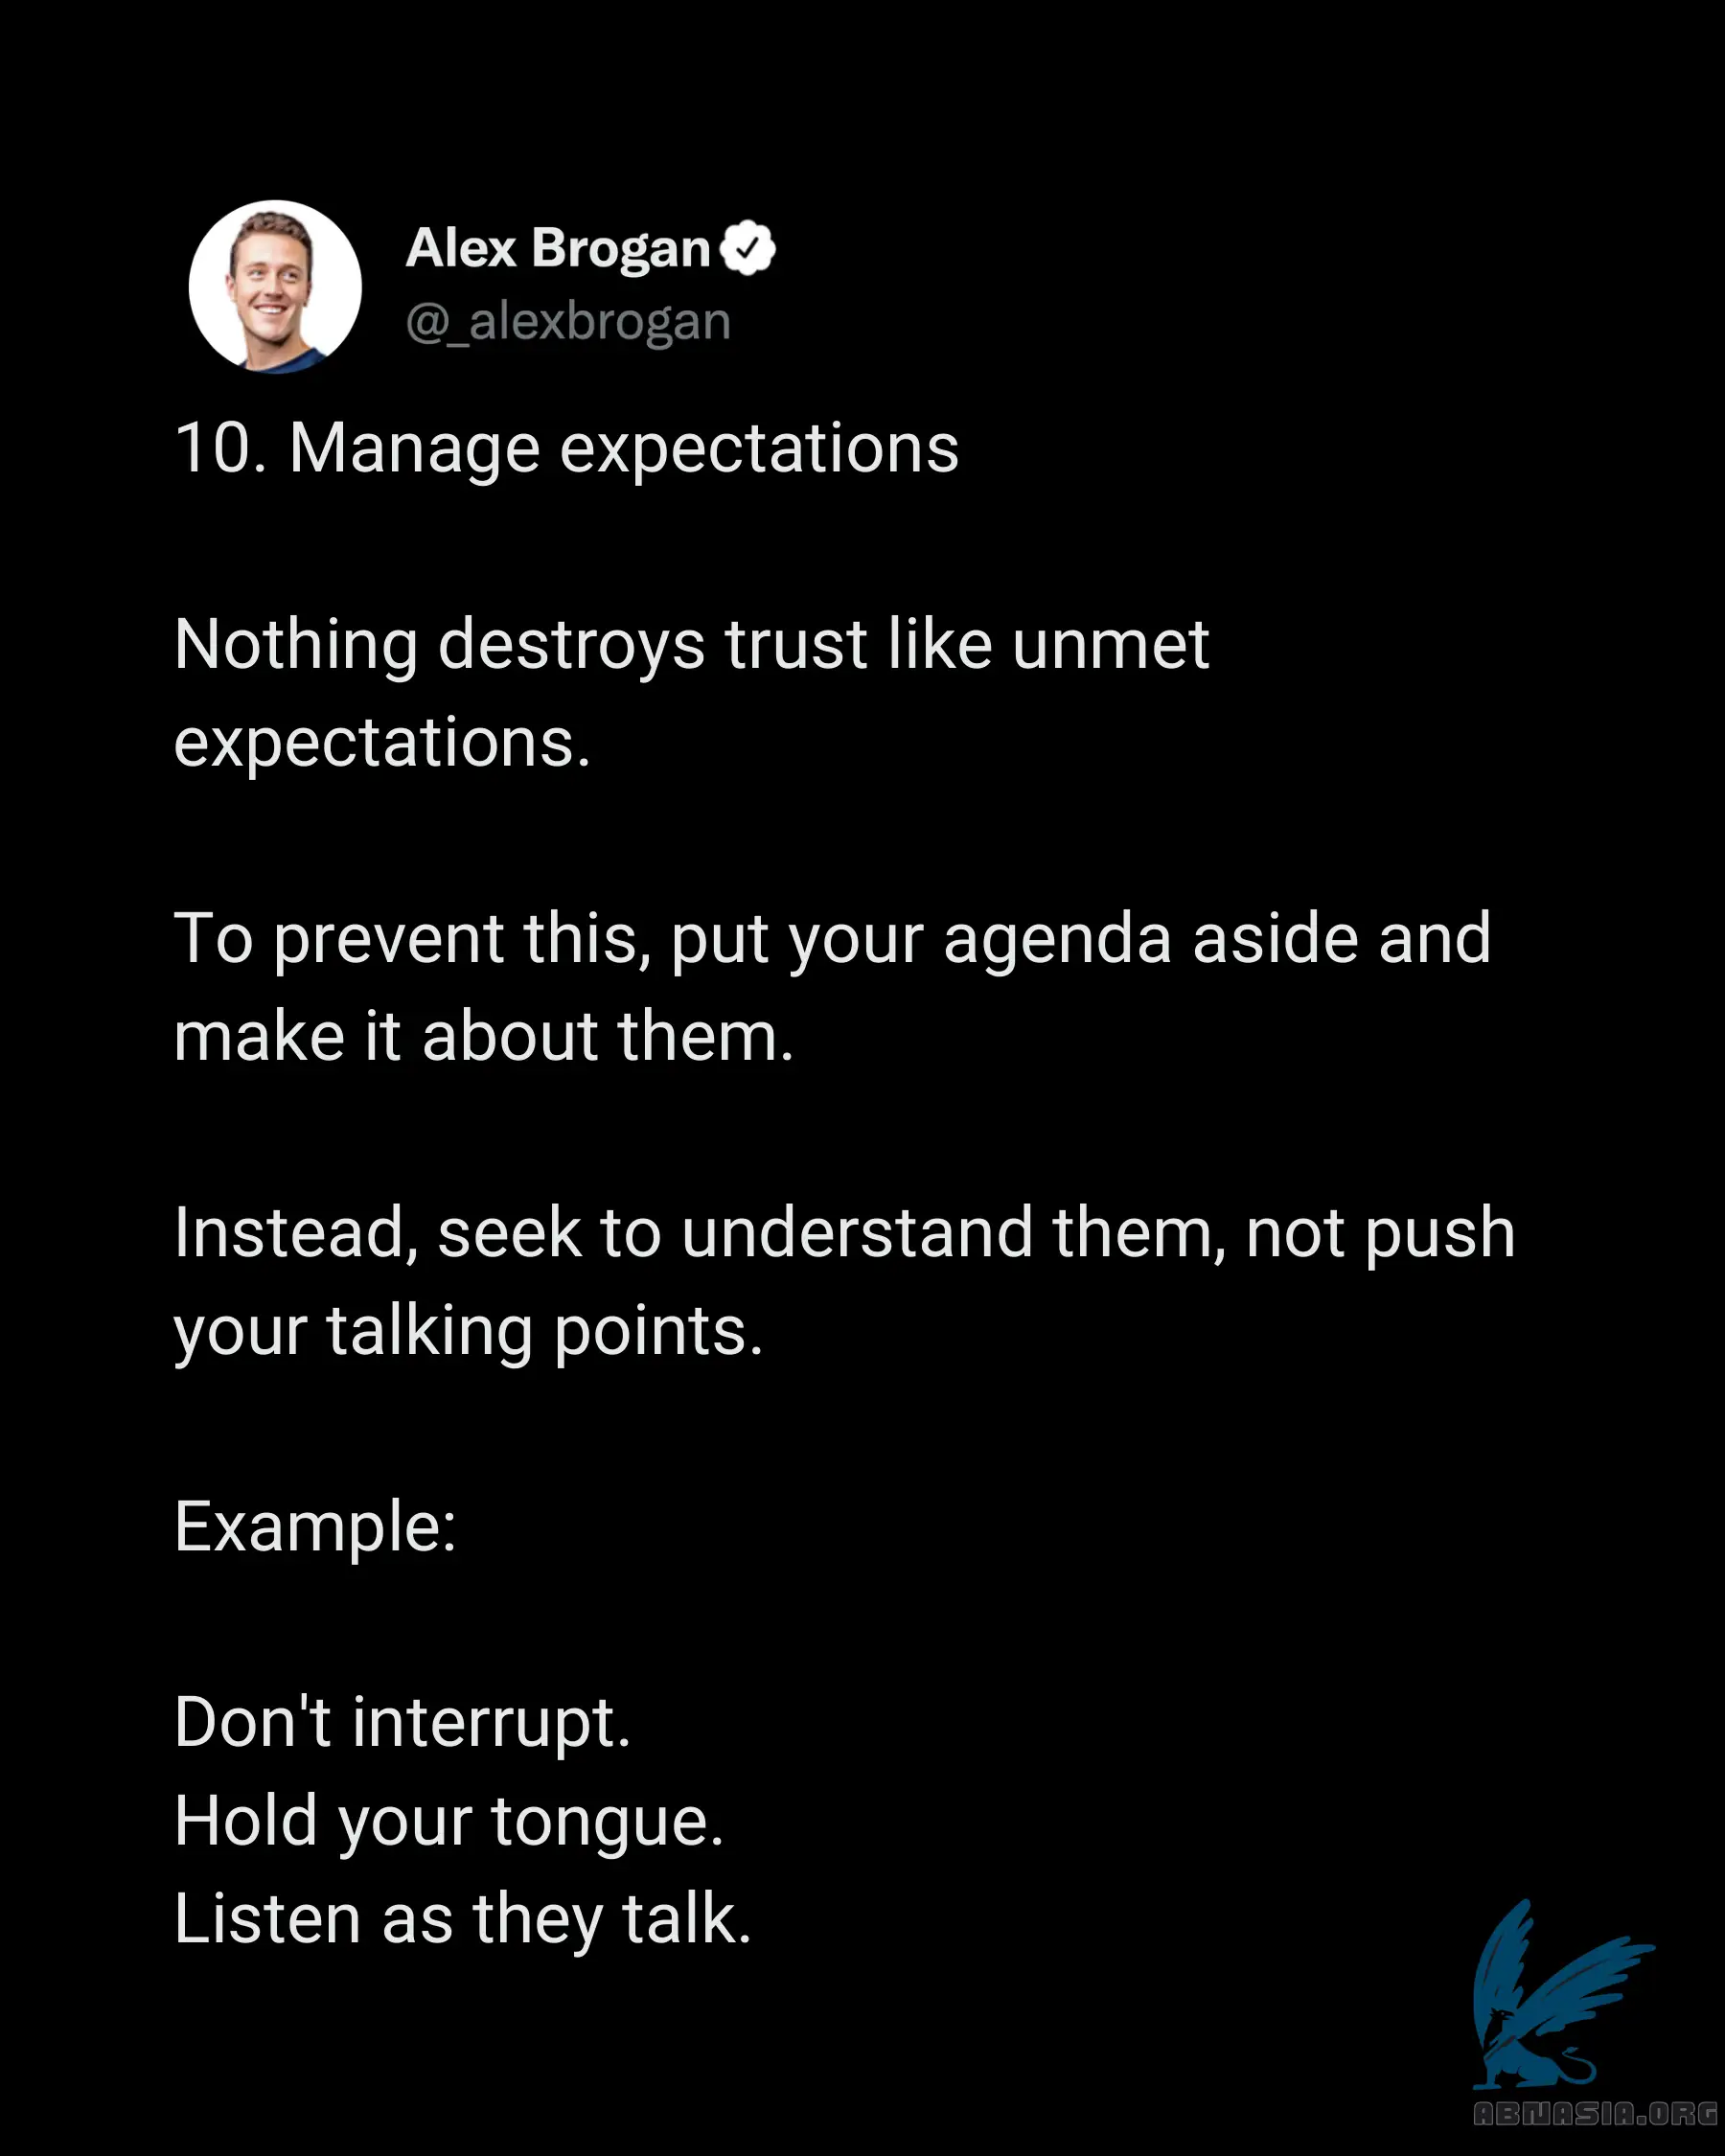 Alex Brogan
@_alexbrogan
10. Manage expectations
Nothing destroys trust like unmet
expectations.
To prevent this, put your agenda aside and
make it about them.
Instead, seek to understand them, not push
your talking points.
Example:
Don't interrupt.
Hold your tongue.
Listen as they talk.
ABNASIA.ORG